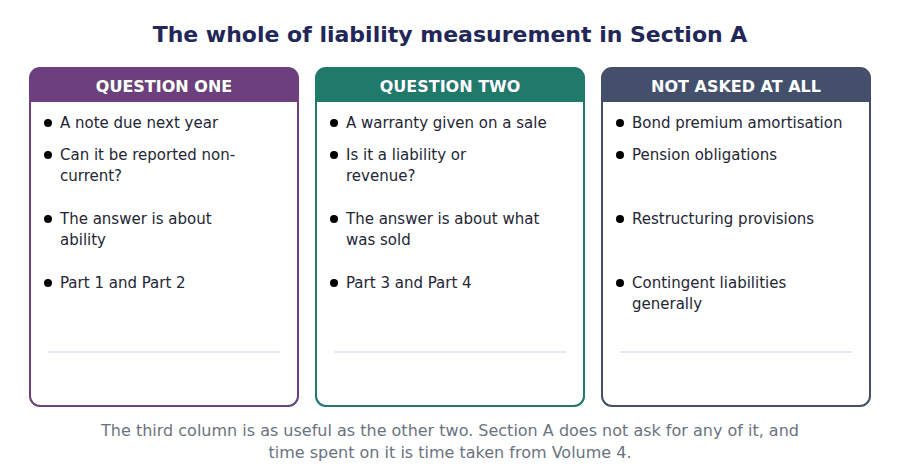 The whole of liability measurement in Section A
QUESTION ONE
A note due next year
Can it be reported non-
current?
The answer is about
ability
Part 1 and Part 2
QUESTION TWO
A warranty given on a sale
Is it a liability or
revenue?
The answer is about what
was sold
Part 3 and Part 4
NOT ASKED AT ALL
Bond premium amortisation
Pension obligations
Restructuring provisions
Contingent liabilities
generally
The third column is as useful as the other two. Section A does not ask for any of it, and
time spent on it is time taken from Volume 4.